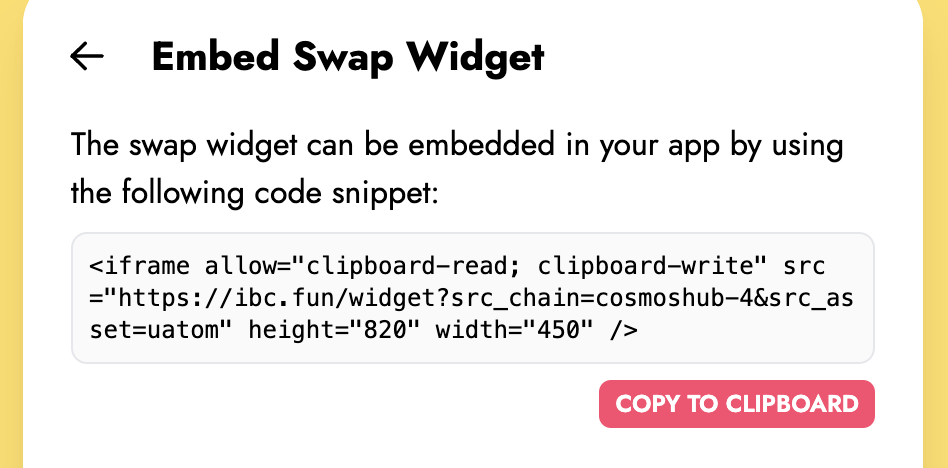 Embed Swap Widget
The swap widget can be embedded in your app by using
the following code snippet:
<iframe allow="clipboard-read; clipboard-write" src
="https://ibc.fun/widget?src_chain=cosmoshub-4&src_as
set=uatom" height="820" width="450" />
COPY TO CLIPBOARD